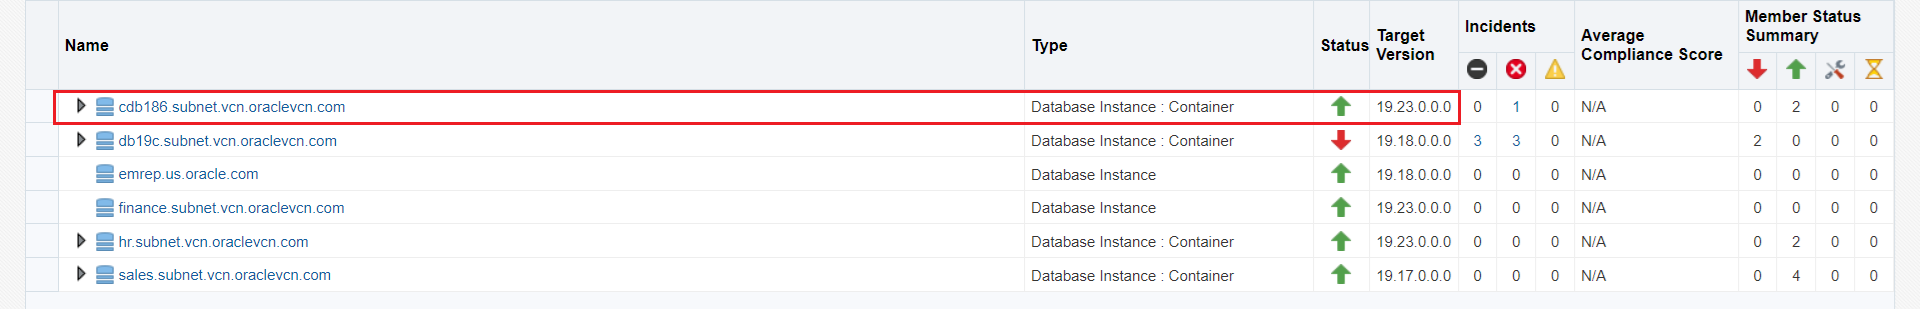 Name Type Status Target Version Incidents Average Compliance Score Member Status Summary
cdb186.subnet.vcn.oraclevcn.com Database Instance : Container 19.23.0.0.0 0 1 0 N/A 0 2 0 0
db19c.subnet.vcn.oraclevcn.com Database Instance : Container 19.18.0.0.0 3 3 0 N/A 2 0 0 0
emrep.us.oracle.com Database Instance 19.18.0.0.0 0 0 0 N/A 0 0 0 0
finance.subnet.vcn.oraclevcn.com Database Instance 19.23.0.0.0 0 0 0 N/A 0 0 0 0
hr.subnet.vcn.oraclevcn.com Database Instance : Container 19.23.0.0.0 0 0 0 N/A 0 2 0 0
sales.subnet.vcn.oraclevcn.com Database Instance : Container 19.17.0.0.0 0 0 0 N/A 0 4 0 0